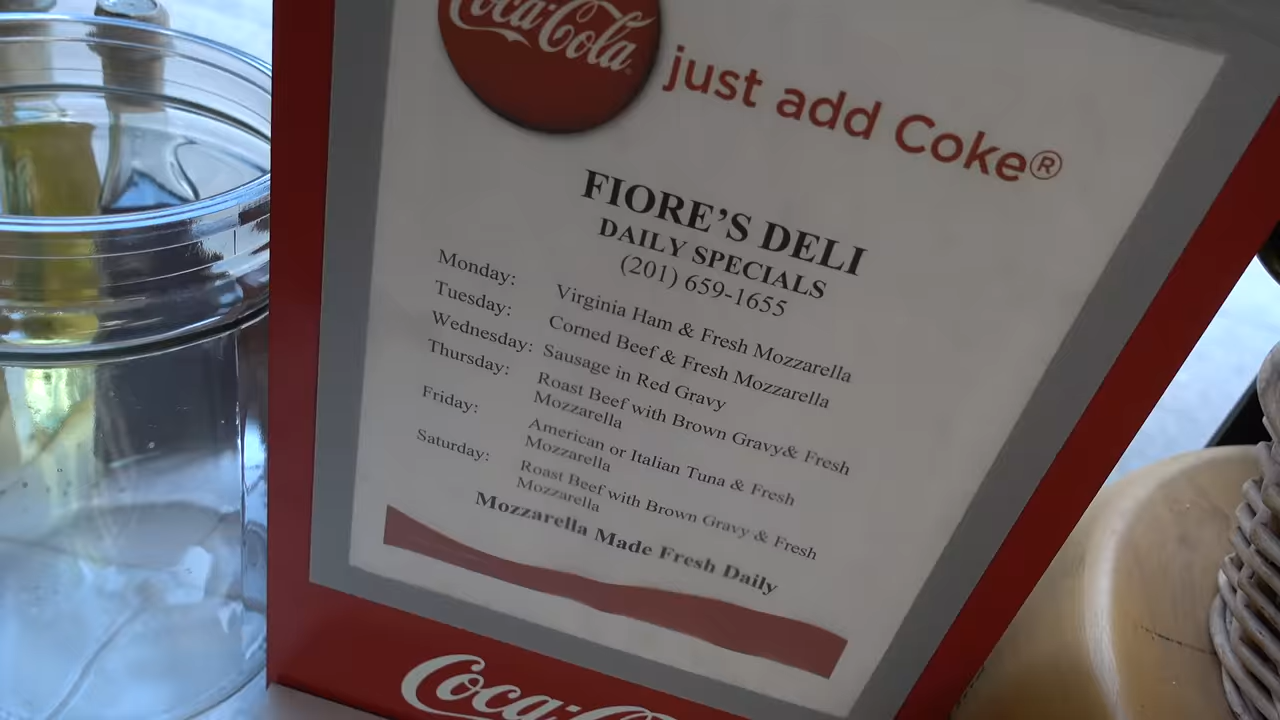 Coca-Cola
just add Coke®
FIORE'S DELI
DAILY SPECIALS
(201) 659-1655
Monday: Virginia Ham & Fresh Mozzarella
Tuesday: Corned Beef & Fresh Mozzarella
Wednesday: Sausage in Red Gravy
Thursday: Roast Beef with Brown Gravy& Fresh
Mozzarella
Friday: American or Italian Tuna & Fresh
Mozzarella
Saturday: Roast Beef with Brown Gravy & Fresh
Mozzarella
Mozzarella Made Fresh Daily
Coca-